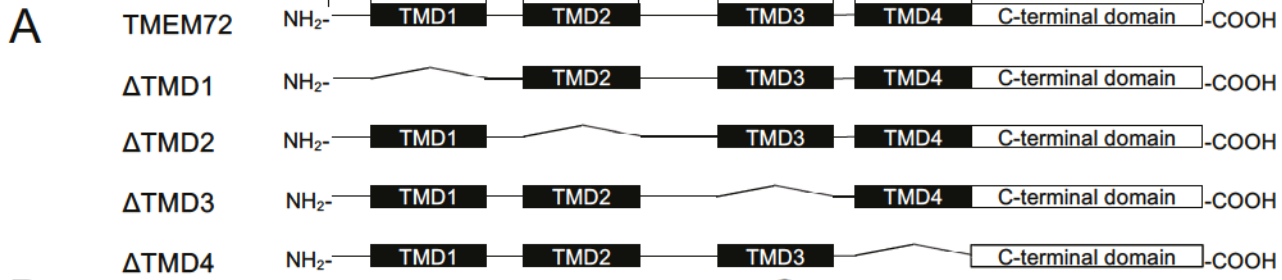 A TMEM72 NH₂- TMD1 TMD2 TMD3 TMD4 C-terminal domain -COOH
ΔTMD1 NH₂- TMD2 TMD3 TMD4 C-terminal domain -COOH
ΔTMD2 NH₂- TMD1 TMD3 TMD4 C-terminal domain -COOH
ΔTMD3 NH₂- TMD1 TMD2 TMD4 C-terminal domain -COOH
ΔTMD4 NH₂- TMD1 TMD2 TMD3 C-terminal domain -COOH